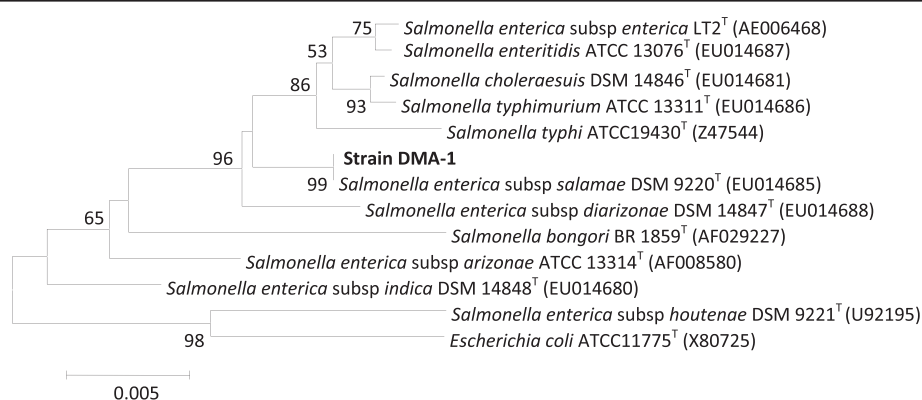 75 Salmonella enterica subsp enterica LT2ᵀ (AE006468)
53 Salmonella enteritidis ATCC 13076ᵀ (EU014687)
86 Salmonella choleraesuis DSM 14846ᵀ (EU014681)
93 Salmonella typhimurium ATCC 13311ᵀ (EU014686)
Salmonella typhi ATCC19430ᵀ (Z47544)
96 Strain DMA-1
99 Salmonella enterica subsp salamae DSM 9220ᵀ (EU014685)
Salmonella enterica subsp diarizonae DSM 14847ᵀ (EU014688)
65 Salmonella bongori BR 1859ᵀ (AF029227)
Salmonella enterica subsp arizonae ATCC 13314ᵀ (AF008580)
Salmonella enterica subsp indica DSM 14848ᵀ (EU014680)
Salmonella enterica subsp houtenae DSM 9221ᵀ (U92195)
98 Escherichia coli ATCC11775ᵀ (X80725)
0.005